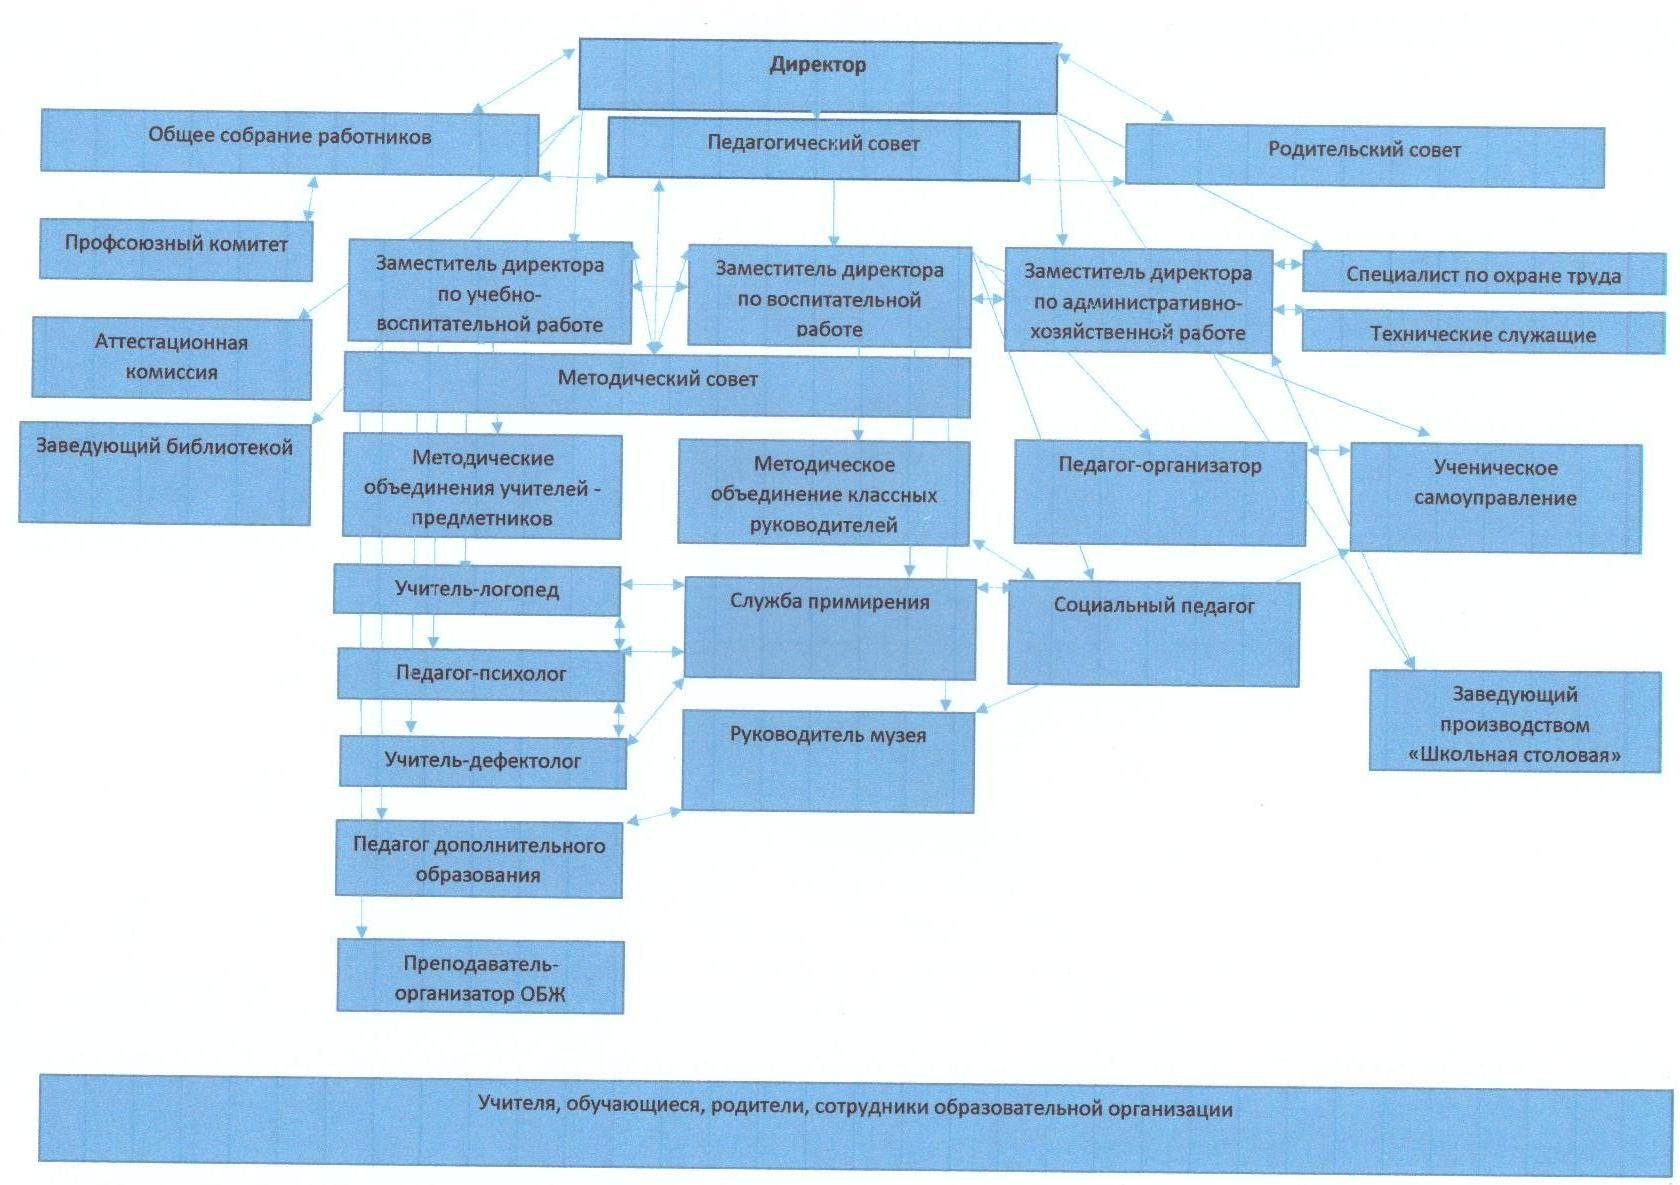 Директор
Общее собрание работников
Педагогический совет
Родительский совет
Профсоюзный комитет
Заместитель директора
по учебно-
воспитательной работе
Заместитель директора
по воспитательной
работе
Заместитель директора
по административно-
хозяйственной работе
Специалист по охране труда
Технические служащие
Аттестационная
комиссия
Методический совет
Заведующий библиотекой
Методические
объединения учителей -
предметников
Методическое
объединение классных
руководителей
Педагог-организатор
Ученическое
самоуправление
Учитель-логопед
Служба примирения
Социальный педагог
Педагог-психолог
Заведующий
производством
«Школьная столовая»
Учитель-дефектолог
Руководитель музея
Педагог дополнительного
образования
Преподаватель-
организатор ОБЖ
Учителя, обучающиеся, родители, сотрудники образовательной организации